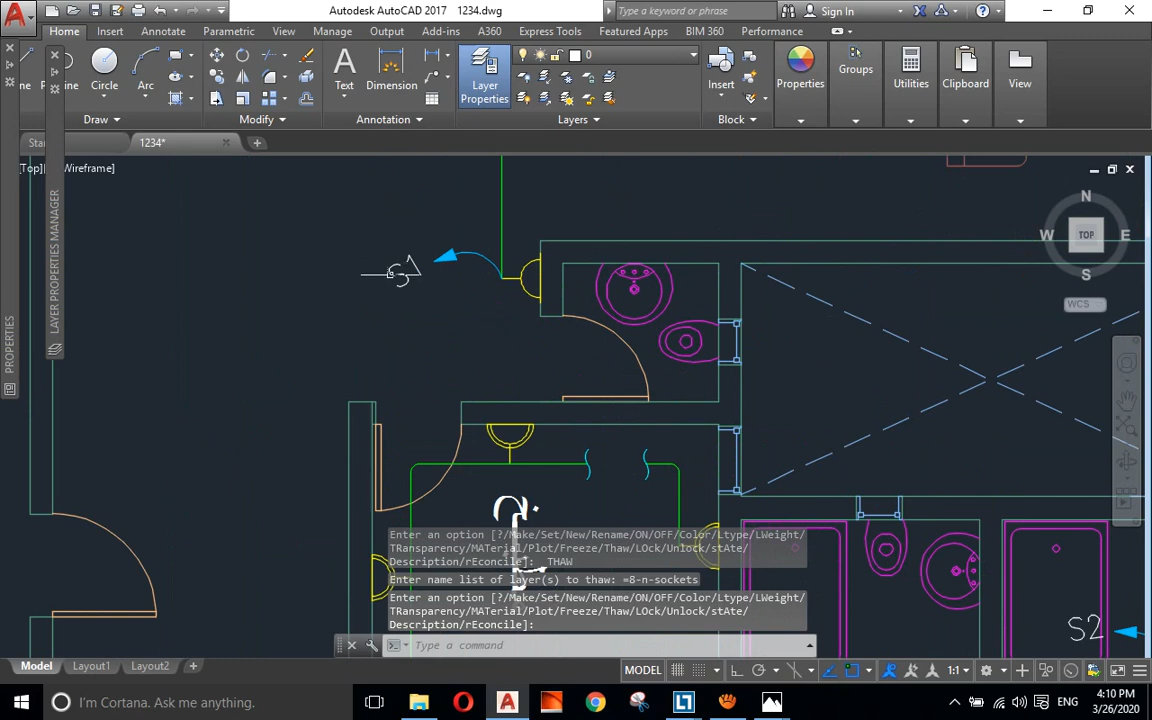 Autodesk AutoCAD 2017 1234.dwg
Type a keyword or phrase
Sign In
Home Insert Annotate Parametric View Manage Output Add-ins A360 Express Tools Featured Apps BIM 360 Performance
0
Circle Arc Text Dimension Layer Properties Insert Properties Groups Utilities Clipboard View
Draw Modify Annotation Layers Block
1234*
[Top]
Wireframe]
LAYER PROPERTIES MANAGER
PROPERTIES
N
W TOP E
S
WCS
S2
Enter an option [?/Make/Set/New/Rename/ON/OFF/Color/Ltype/LWeight/
TRansparency/MATerial/Plot/Freeze/Thaw/LOck/Unlock/stAte/
Description/rEconcile]: _THAW
Enter name list of layer(s) to thaw: =8-n-sockets
Enter an option [?/Make/Set/New/Rename/ON/OFF/Color/Ltype/LWeight/
TRansparency/MATerial/Plot/Freeze/Thaw/LOck/Unlock/stAte/
Description/rEconcile]:
Type a command
Model Layout1 Layout2
MODEL
1:1
I'm Cortana. Ask me anything.
ENG
4:10 PM
3/26/2020